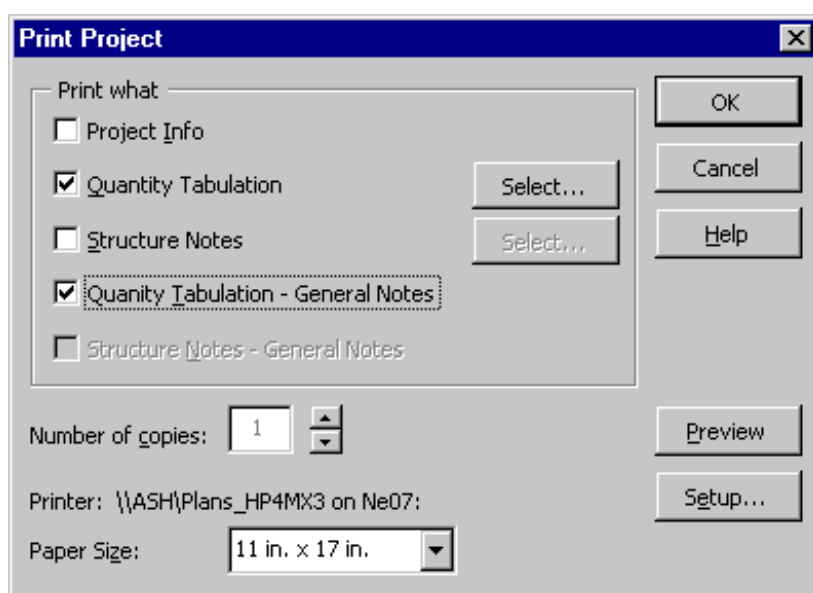 Print Project
Print what
OK
Project Info
Cancel
Quantity Tabulation
Select...
Structure Notes
Select...
Help
Quanity Tabulation - General Notes
Structure Notes - General Notes
Number of copies: 1
Preview
Printer: \\ASH\Plans_HP4MX3 on Ne07:
Setup...
Paper Size: 11 in. x 17 in.